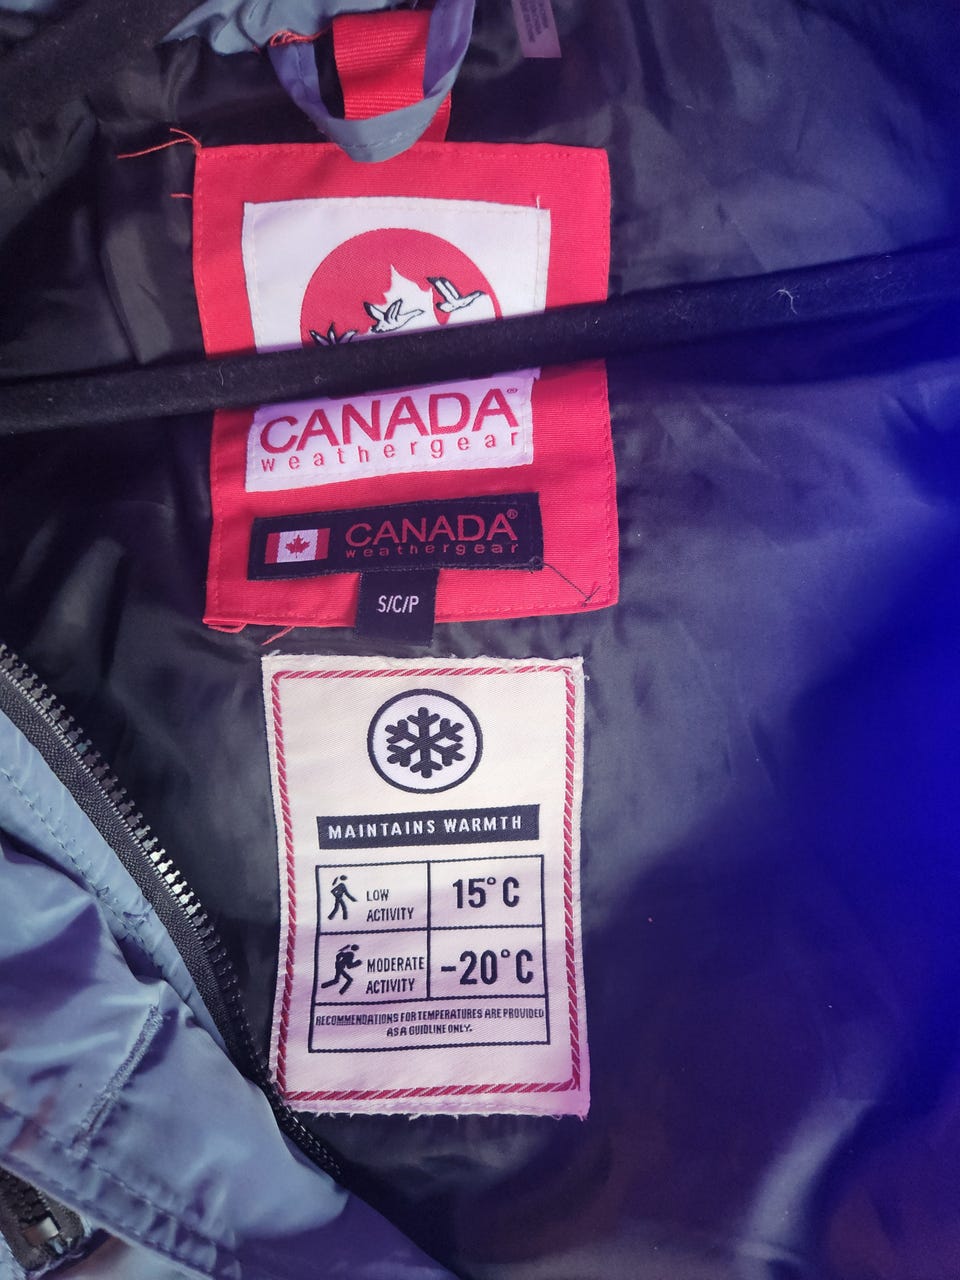 CANADA®
weathergear
CANADA®
weathergear
S/C/P
MAINTAINS WARMTH
LOW
ACTIVITY
15°C
MODERATE
ACTIVITY
-20°C
RECOMMENDATIONS FOR TEMPERATURES ARE PROVIDED
AS A GUIDLINE ONLY.